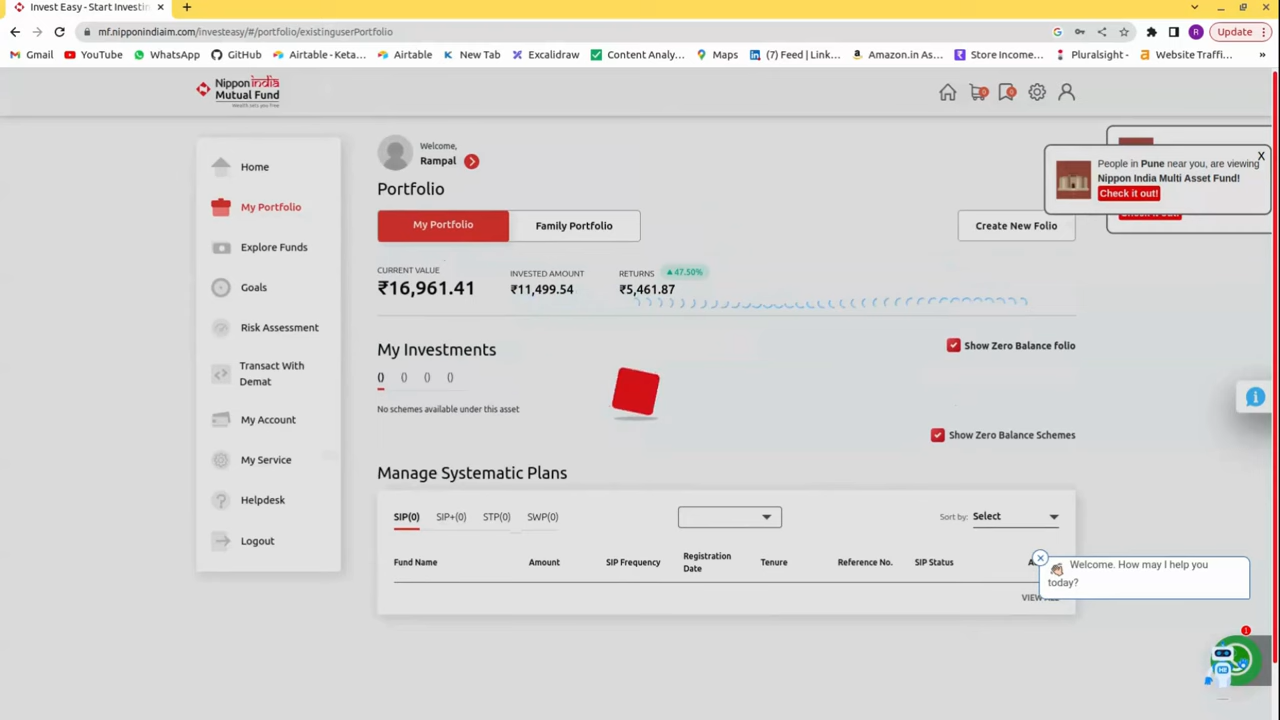 Invest Easy - Start Investin
mf.nipponindiaim.com/investeasy/#/portfolio/existinguserPortfolio
Update
Gmail
YouTube
WhatsApp
GitHub
Airtable - Keta...
Airtable
New Tab
Excalidraw
Content Analy...
Maps
(7) Feed | Link...
Amazon.in As...
Store Income...
Pluralsight -
Website Traffi...
»
Nippon india
Mutual Fund
Wealth sets you free
0
0
Home
My Portfolio
Explore Funds
Goals
Risk Assessment
Transact With
Demat
My Account
My Service
Helpdesk
Logout
Welcome,
Rampal
Portfolio
My Portfolio
Family Portfolio
Create New Folio
X
People in Pune near you, are viewing
Nippon India Multi Asset Fund!
Check it out!
CURRENT VALUE
₹16,961.41
INVESTED AMOUNT
₹11,499.54
RETURNS
▲47.50%
₹5,461.87
My Investments
Show Zero Balance folio
() () () ()
No schemes available under this asset
Show Zero Balance Schemes
Manage Systematic Plans
SIP(0) SIP+(0) STP(0) SWP(0)
Sort by: Select
Fund Name
Amount
SIP Frequency
Registration
Date
Tenure
Reference No.
SIP Status
Welcome. How may I help you
today?
1